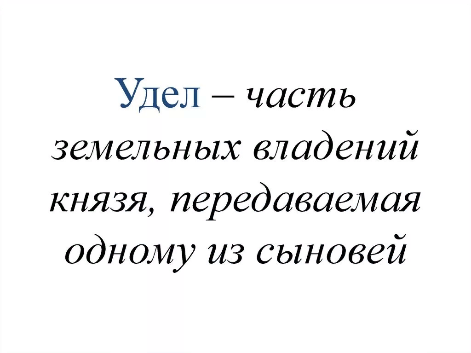 Удел – часть
земельных владений
князя, передаваемая
одному из сыновей